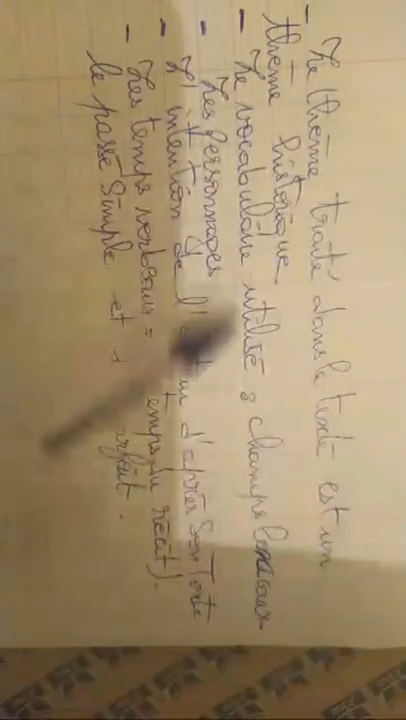 - Le thème traité dans le texte est un
thème historique.
- Le vocabulaire utilisé : champs lexicaux
- Les personnages
- L'intention de l' d'après son texte
- Les temps verbaux = temps du récit).
le passé simple et